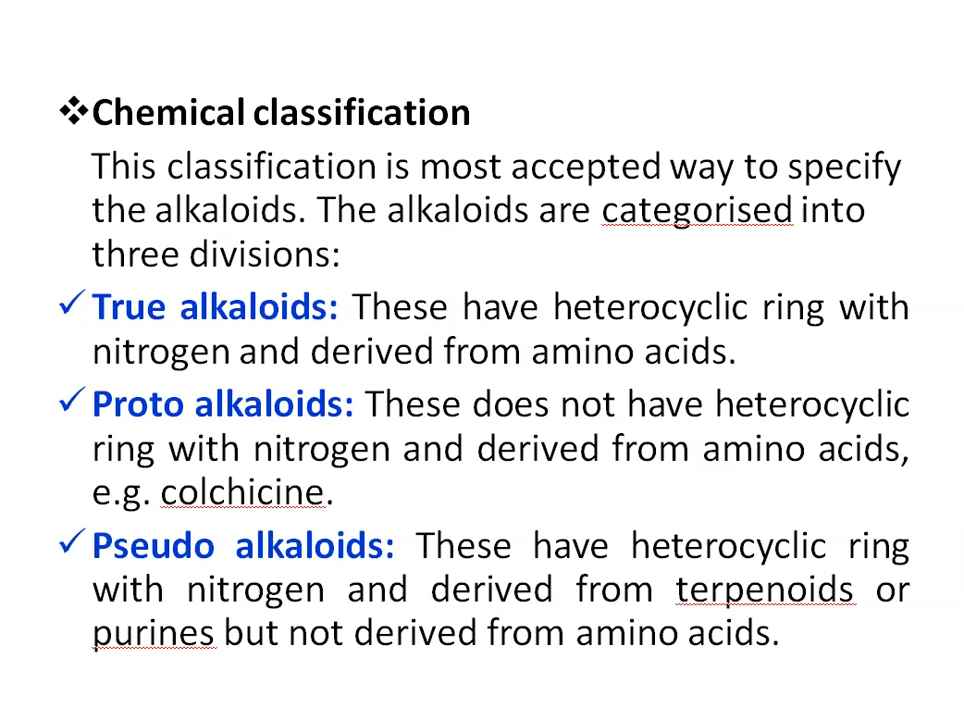 ❖Chemical classification
This classification is most accepted way to specify
the alkaloids. The alkaloids are categorised into
three divisions:
✓True alkaloids: These have heterocyclic ring with
nitrogen and derived from amino acids.
✓Proto alkaloids: These does not have heterocyclic
ring with nitrogen and derived from amino acids,
e.g. colchicine.
✓Pseudo alkaloids: These have heterocyclic ring
with nitrogen and derived from terpenoids or
purines but not derived from amino acids.